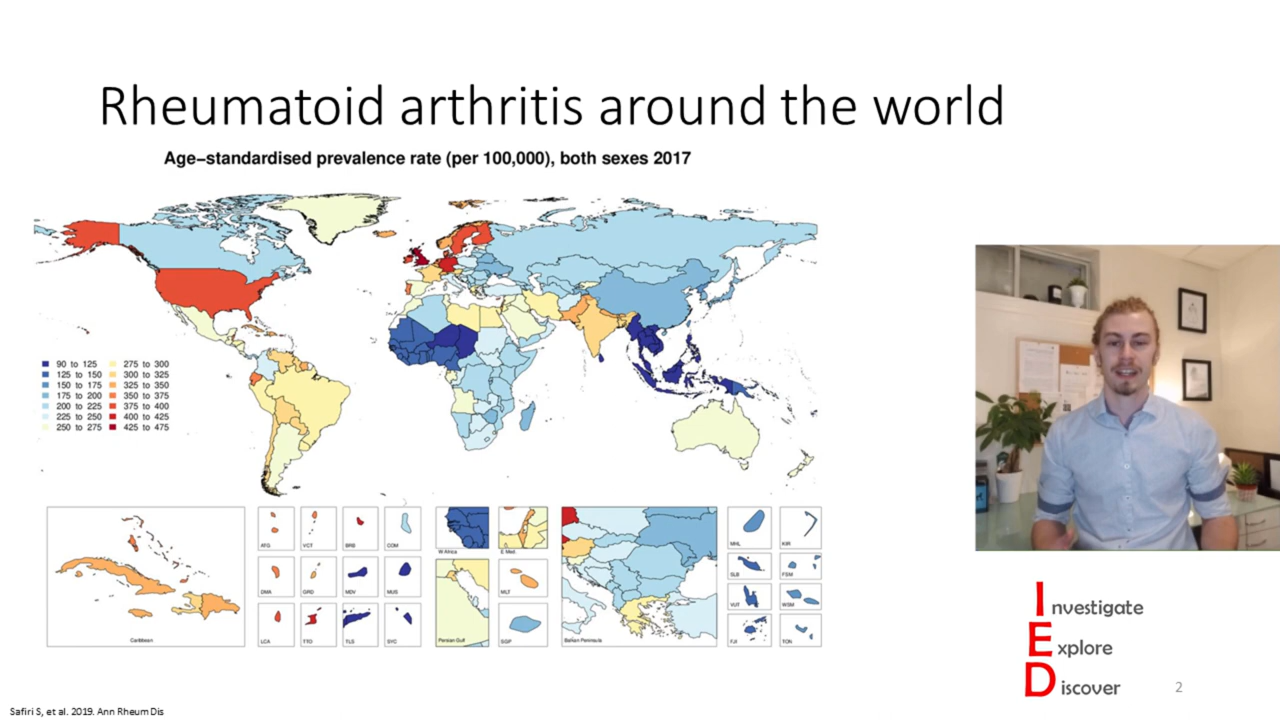 Rheumatoid arthritis around the world
Age–standardised prevalence rate (per 100,000), both sexes 2017
90 to 125
125 to 150
150 to 175
175 to 200
200 to 225
225 to 250
250 to 275
275 to 300
300 to 325
325 to 350
350 to 375
375 to 400
400 to 425
425 to 475
Caribbean
ATG
VCT
BRB
COM
DMA
GRD
MDV
MUS
LCA
TTO
TLS
SYC
W Africa
E Med.
Persian Gulf
MLT
SGP
Balkan Peninsula
MHL
KIR
SLB
FSM
VUT
WSM
FJI
TON
Investigate
Explore
Discover
2
Safiri S, et al. 2019. Ann Rheum Dis